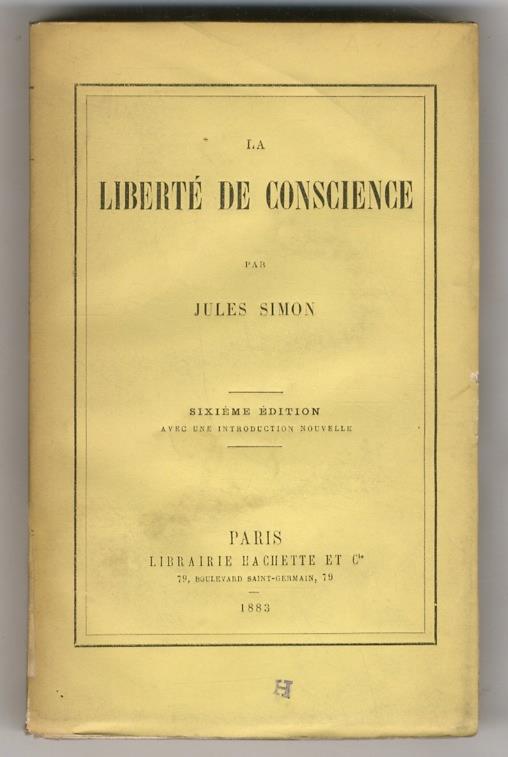 LA
LIBERTÉ DE CONSCIENCE
PAR
JULES SIMON
SIXIÈME ÉDITION
AVEC UNE INTRODUCTION NOUVELLE
PARIS
LIBRAIRIE HACHETTE ET Cie
79, BOULEVARD SAINT-GERMAIN, 79
1883
H